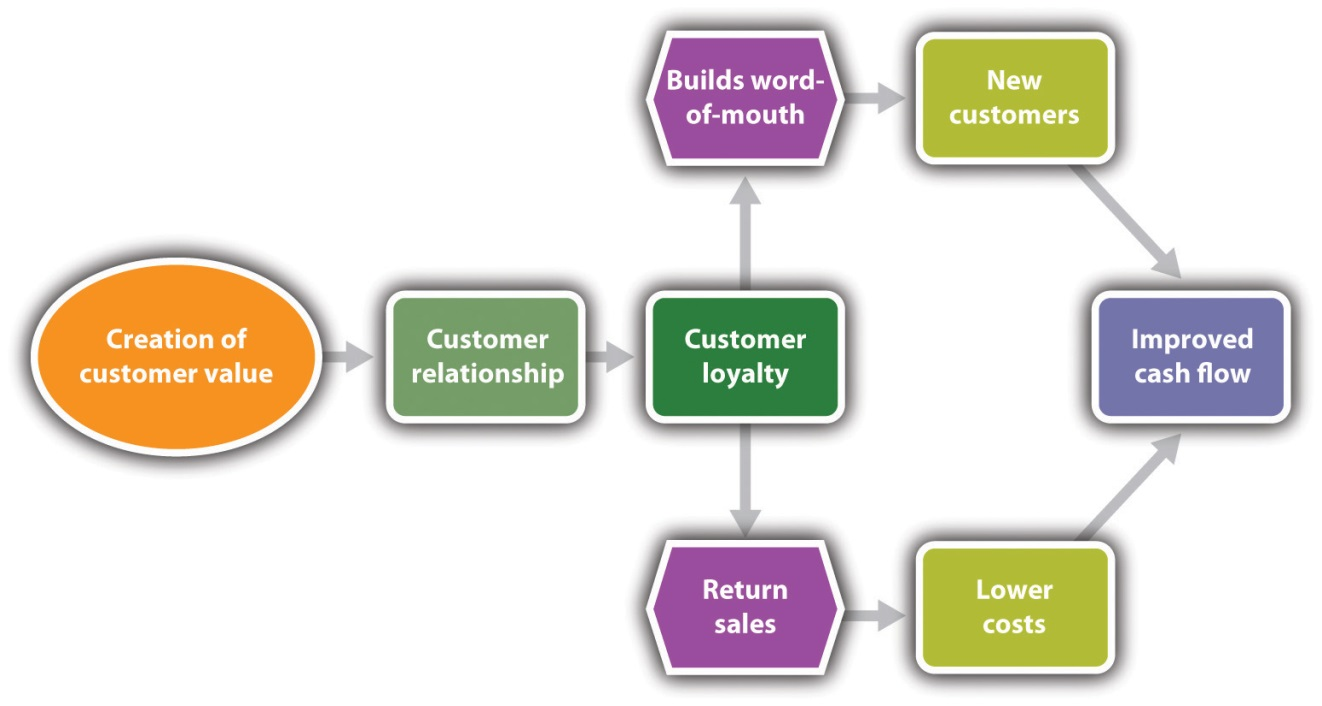 Builds word-
of-mouth
New
customers
Creation of
customer value
Customer
relationship
Customer
loyalty
Improved
cash flow
Return
sales
Lower
costs